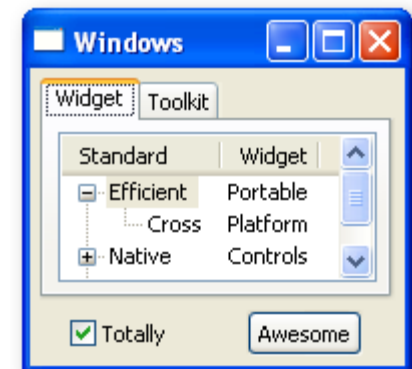 Windows
Widget Toolkit
Standard Widget
Efficient Portable
Cross Platform
Native Controls
Totally Awesome